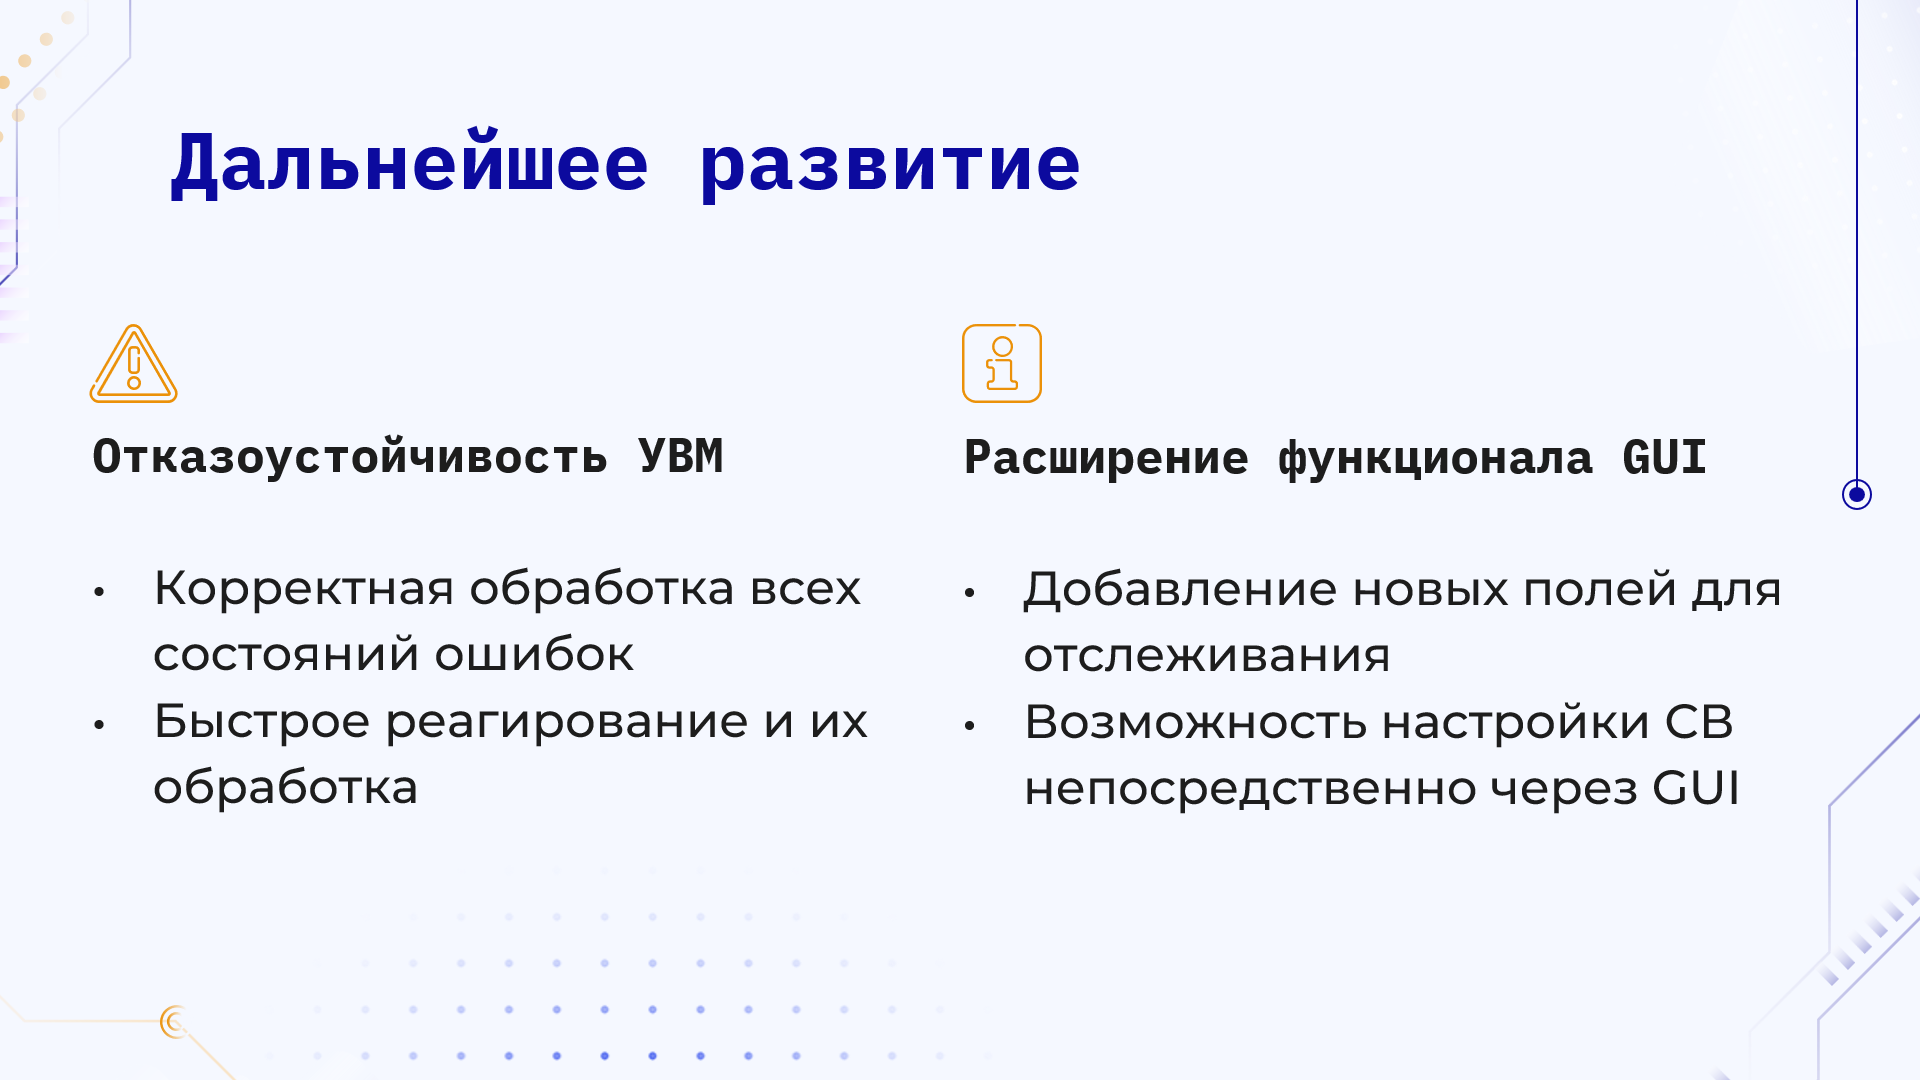 Дальнейшее развитие
Отказоустойчивость УВМ
• Корректная обработка всех
состояний ошибок
• Быстрое реагирование и их
обработка
Расширение функционала GUI
• Добавление новых полей для
отслеживания
• Возможность настройки СВ
непосредственно через GUI